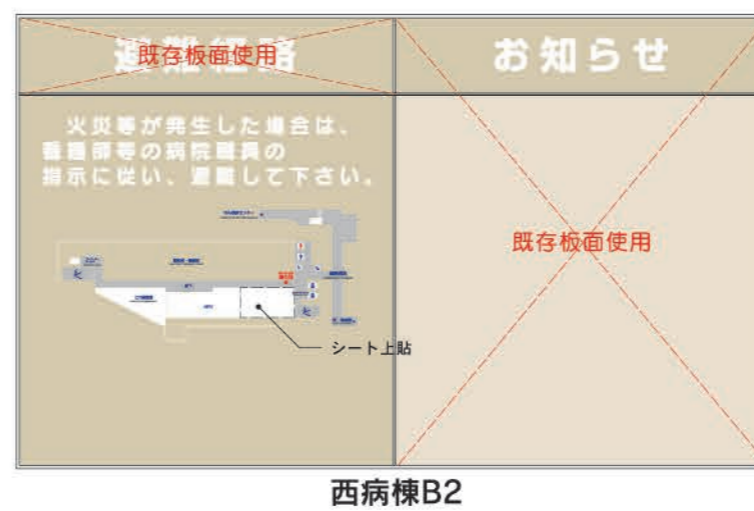 避難経路
既存板面使用
お知らせ
火災等が発生した場合は、
看護師等の病院職員の
指示に従い、避難して下さい。
既存板面使用
シート上貼
西病棟B2